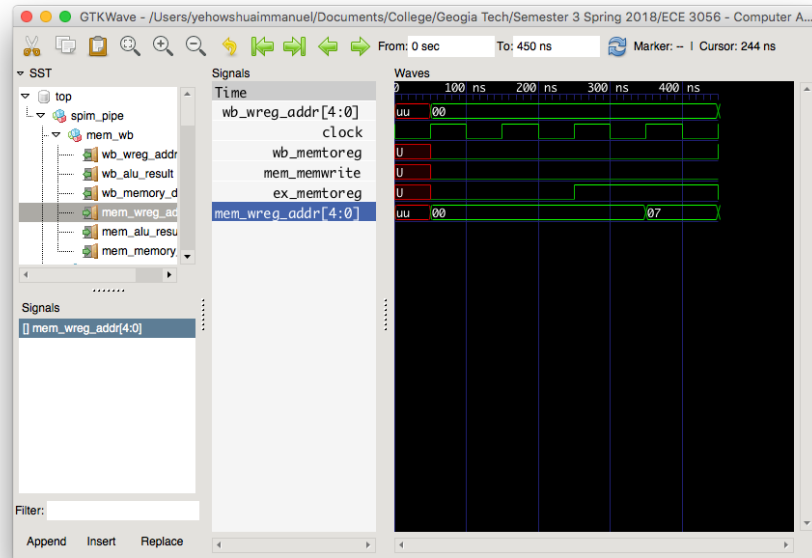 GTKWave - /Users/yehowshuaimmanuel/Documents/College/Geogia Tech/Semester 3 Spring 2018/ECE 3056 - Computer A...
From: 0 sec To: 450 ns Marker: -- | Cursor: 244 ns
SST
top
spim_pipe
mem_wb
wb_wreg_addr
wb_alu_result
wb_memory_d
mem_wreg_ad
mem_alu_resu
mem_memory_
Signals
[] mem_wreg_addr[4:0]
Filter:
Append Insert Replace
Signals
Time
wb_wreg_addr[4:0]
clock
wb_memtoreg
mem_memwrite
ex_memtoreg
mem_wreg_addr[4:0]
Waves
0 100 ns 200 ns 300 ns 400 ns
uu 00
U
U
U
uu 00 07